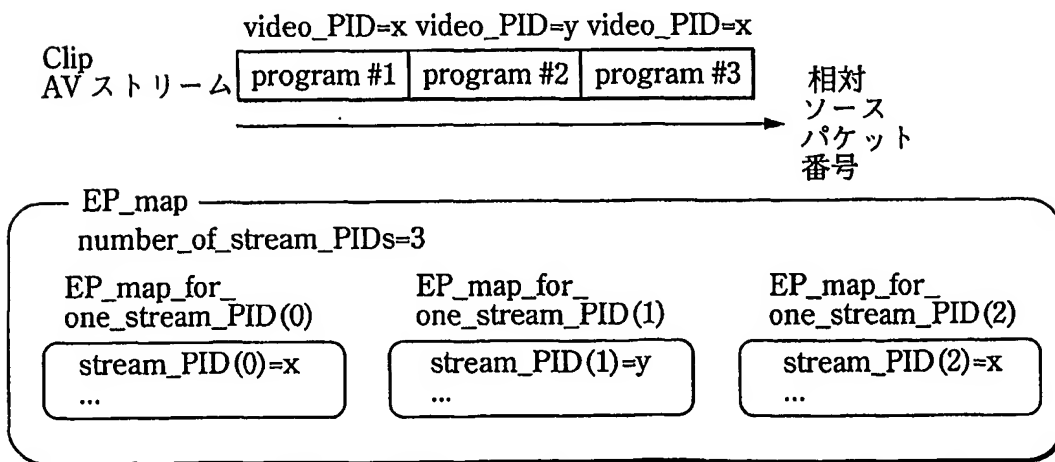 video_PID=x video_PID=y video_PID=x
Clip
AVストリーム
program #1 program #2 program #3
相対
ソース
パケット
番号
EP_map
number_of_stream_PIDs=3
EP_map_for_
one_stream_PID(0)
stream_PID(0)=x
...
EP_map_for_
one_stream_PID(1)
stream_PID(1)=y
...
EP_map_for_
one_stream_PID(2)
stream_PID(2)=x
...